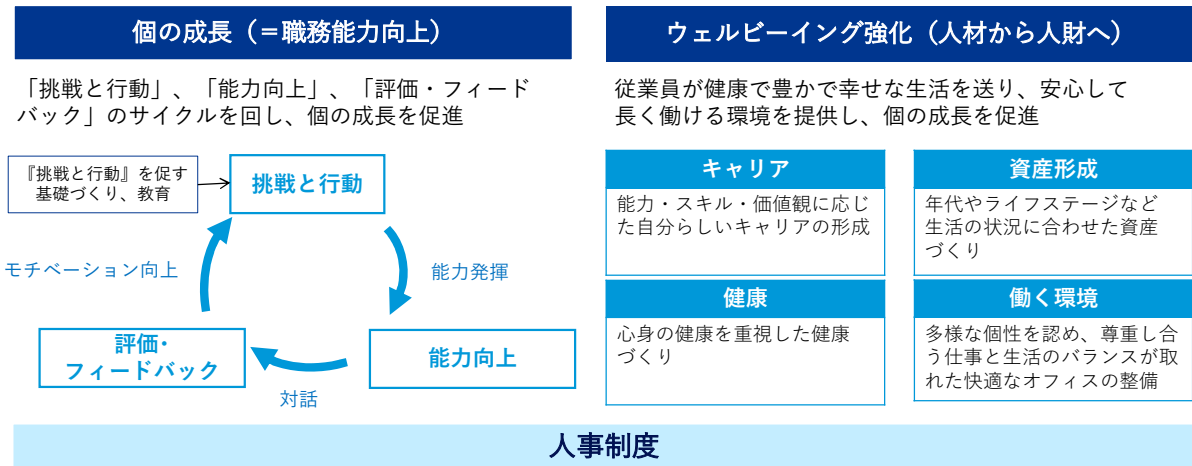 個の成長（＝職務能力向上）
「挑戦と行動」、「能力向上」、「評価・フィード
バック」のサイクルを回し、個の成長を促進
『挑戦と行動』を促す
基礎づくり、教育
挑戦と行動
モチベーション向上
能力発揮
評価・
フィードバック
能力向上
対話
ウェルビーイング強化（人材から人財へ）
従業員が健康で豊かで幸せな生活を送り、安心して
長く働ける環境を提供し、個の成長を促進
キャリア
能力・スキル・価値観に応じ
た自分らしいキャリアの形成
資産形成
年代やライフステージなど
生活の状況に合わせた資産
づくり
健康
心身の健康を重視した健康
づくり
働く環境
多様な個性を認め、尊重し合
う仕事と生活のバランスが取
れた快適なオフィスの整備
人事制度